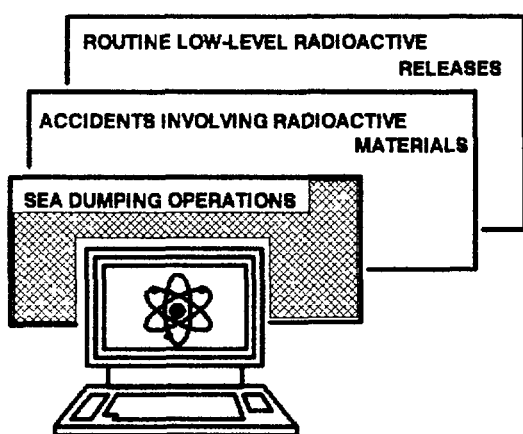 ROUTINE LOW-LEVEL RADIOACTIVE
RELEASES
ACCIDENTS INVOLVING RADIOACTIVE
MATERIALS
SEA DUMPING OPERATIONS